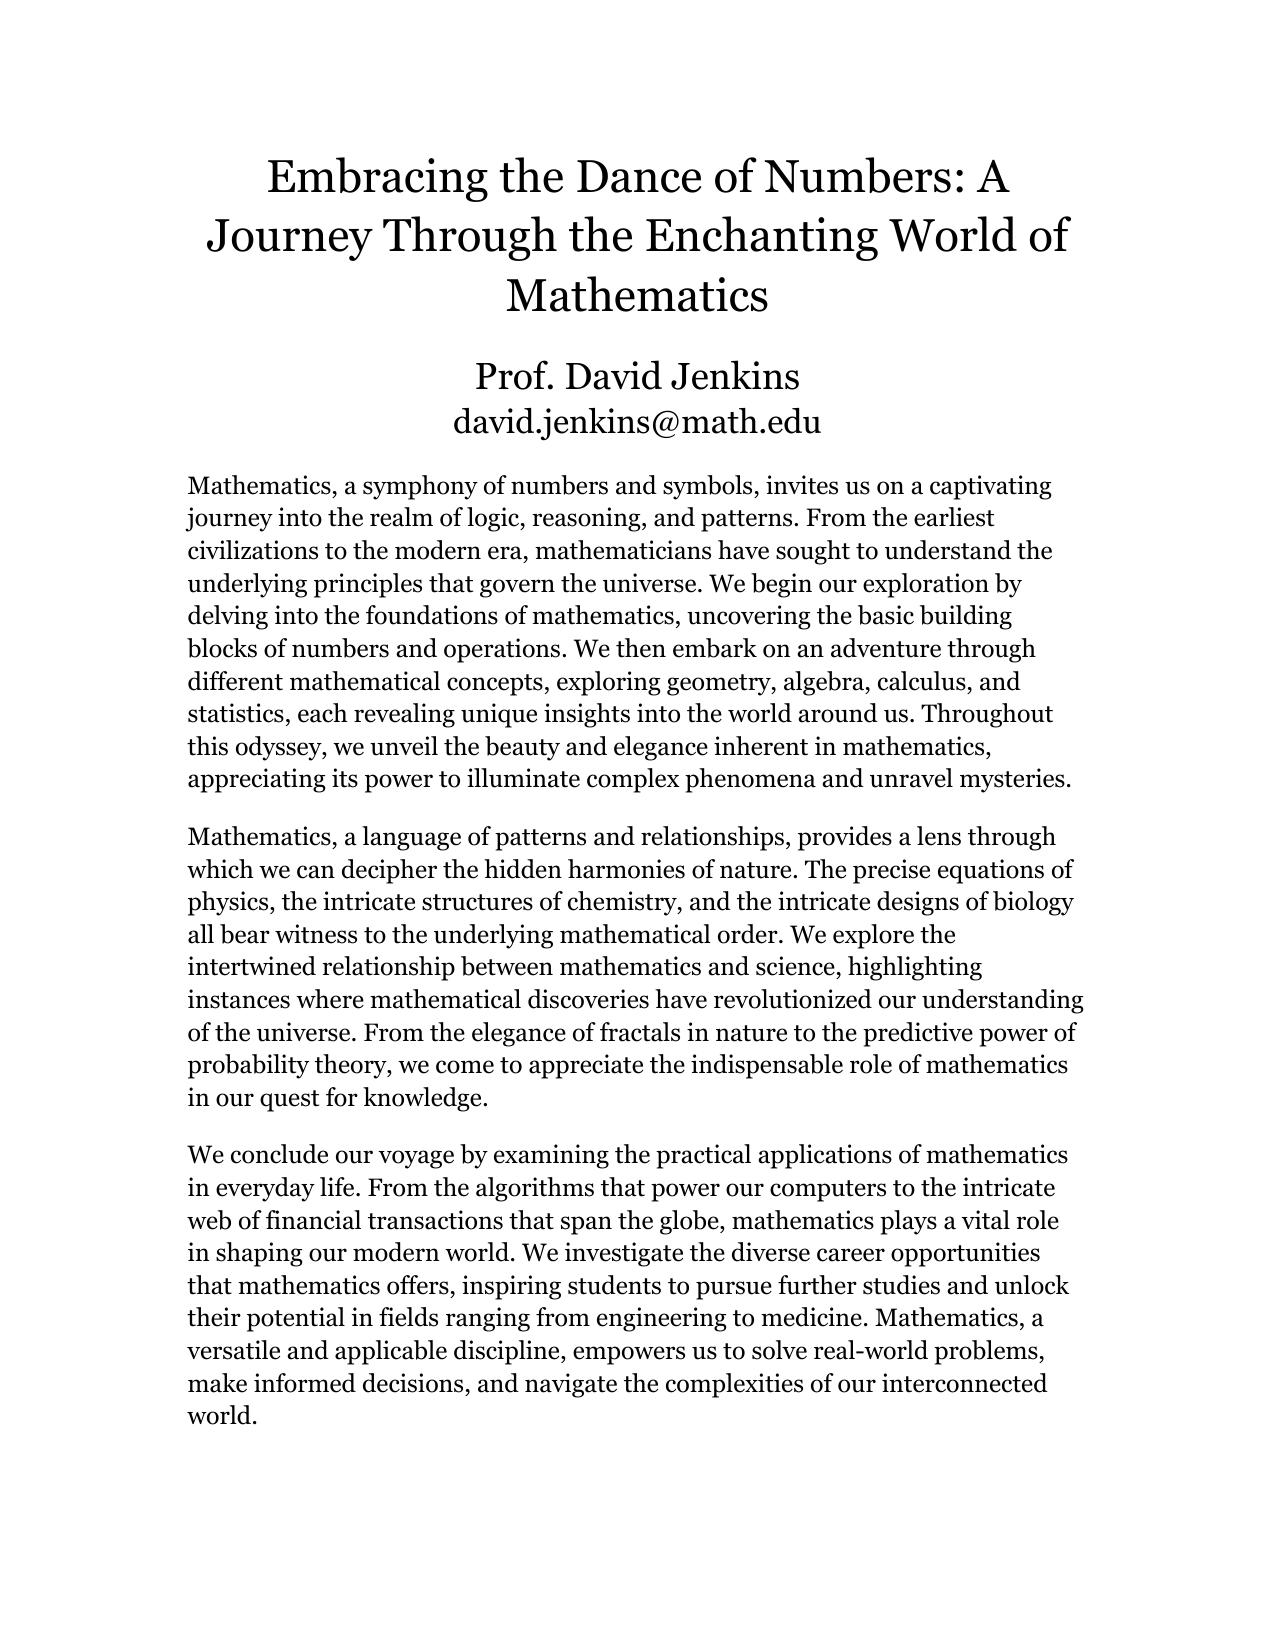 Embracing the Dance of Numbers: A
Journey Through the Enchanting World of
Mathematics
Prof. David Jenkins
david.jenkins@math.edu
Mathematics, a symphony of numbers and symbols, invites us on a captivating
journey into the realm of logic, reasoning, and patterns. From the earliest
civilizations to the modern era, mathematicians have sought to understand the
underlying principles that govern the universe. We begin our exploration by
delving into the foundations of mathematics, uncovering the basic building
blocks of numbers and operations. We then embark on an adventure through
different mathematical concepts, exploring geometry, algebra, calculus, and
statistics, each revealing unique insights into the world around us. Throughout
this odyssey, we unveil the beauty and elegance inherent in mathematics,
appreciating its power to illuminate complex phenomena and unravel mysteries.
Mathematics, a language of patterns and relationships, provides a lens through
which we can decipher the hidden harmonies of nature. The precise equations of
physics, the intricate structures of chemistry, and the intricate designs of biology
all bear witness to the underlying mathematical order. We explore the
intertwined relationship between mathematics and science, highlighting
instances where mathematical discoveries have revolutionized our understanding
of the universe. From the elegance of fractals in nature to the predictive power of
probability theory, we come to appreciate the indispensable role of mathematics
in our quest for knowledge.
We conclude our voyage by examining the practical applications of mathematics
in everyday life. From the algorithms that power our computers to the intricate
web of financial transactions that span the globe, mathematics plays a vital role
in shaping our modern world. We investigate the diverse career opportunities
that mathematics offers, inspiring students to pursue further studies and unlock
their potential in fields ranging from engineering to medicine. Mathematics, a
versatile and applicable discipline, empowers us to solve real-world problems,
make informed decisions, and navigate the complexities of our interconnected
world.